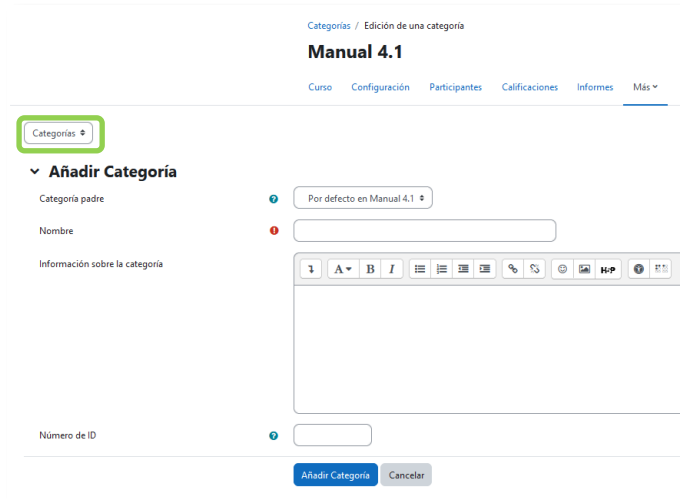 Categorías / Edición de una categoría
Manual 4.1
Curso Configuración Participantes Calificaciones Informes Más
Categorías
Añadir Categoría
Categoría padre ? Por defecto en Manual 4.1
Nombre !
Información sobre la categoría A B I H-P
Número de ID ?
Añadir Categoría Cancelar